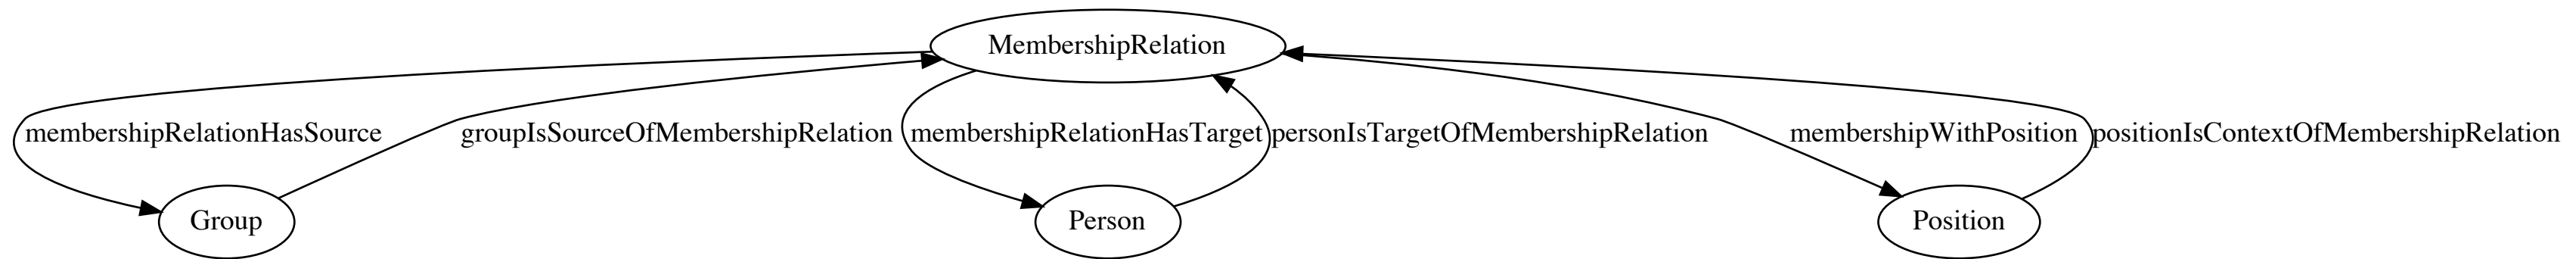 MembershipRelation
membershipRelationHasSource groupIsSourceOfMembershipRelation membershipRelationHasTarget personIsTargetOfMembershipRelation membershipWithPosition positionIsContextOfMembershipRelation
Group Person Position